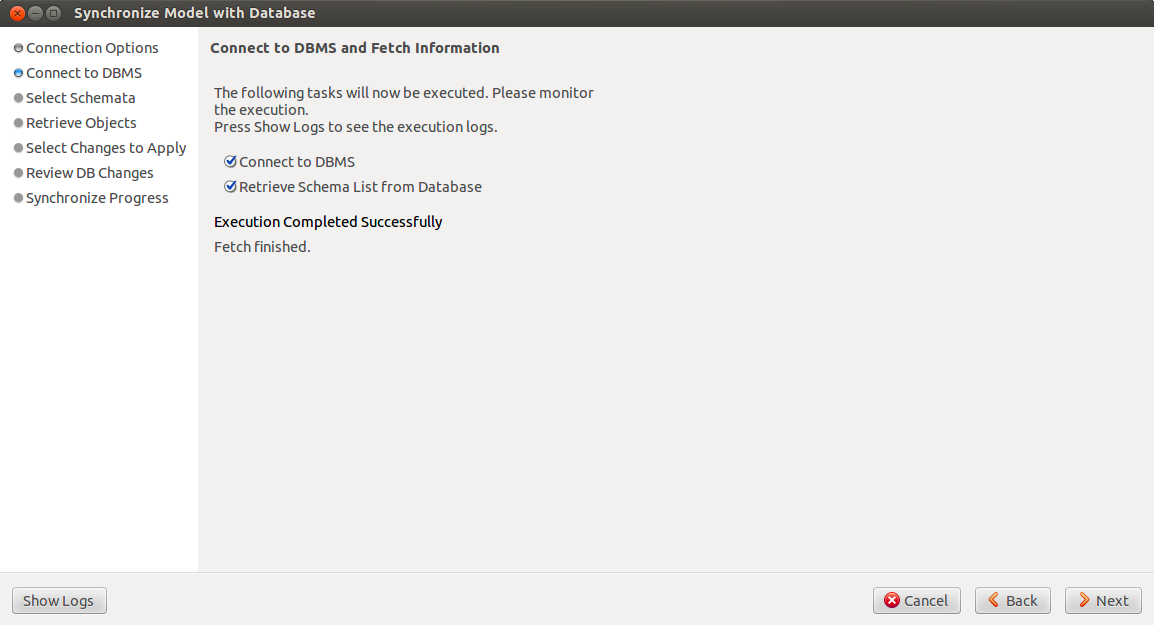 Synchronize Model with Database
Connection Options
Connect to DBMS
Select Schemata
Retrieve Objects
Select Changes to Apply
Review DB Changes
Synchronize Progress
Connect to DBMS and Fetch Information
The following tasks will now be executed. Please monitor
the execution.
Press Show Logs to see the execution logs.
Connect to DBMS
Retrieve Schema List from Database
Execution Completed Successfully
Fetch finished.
Show Logs
Cancel
Back
Next